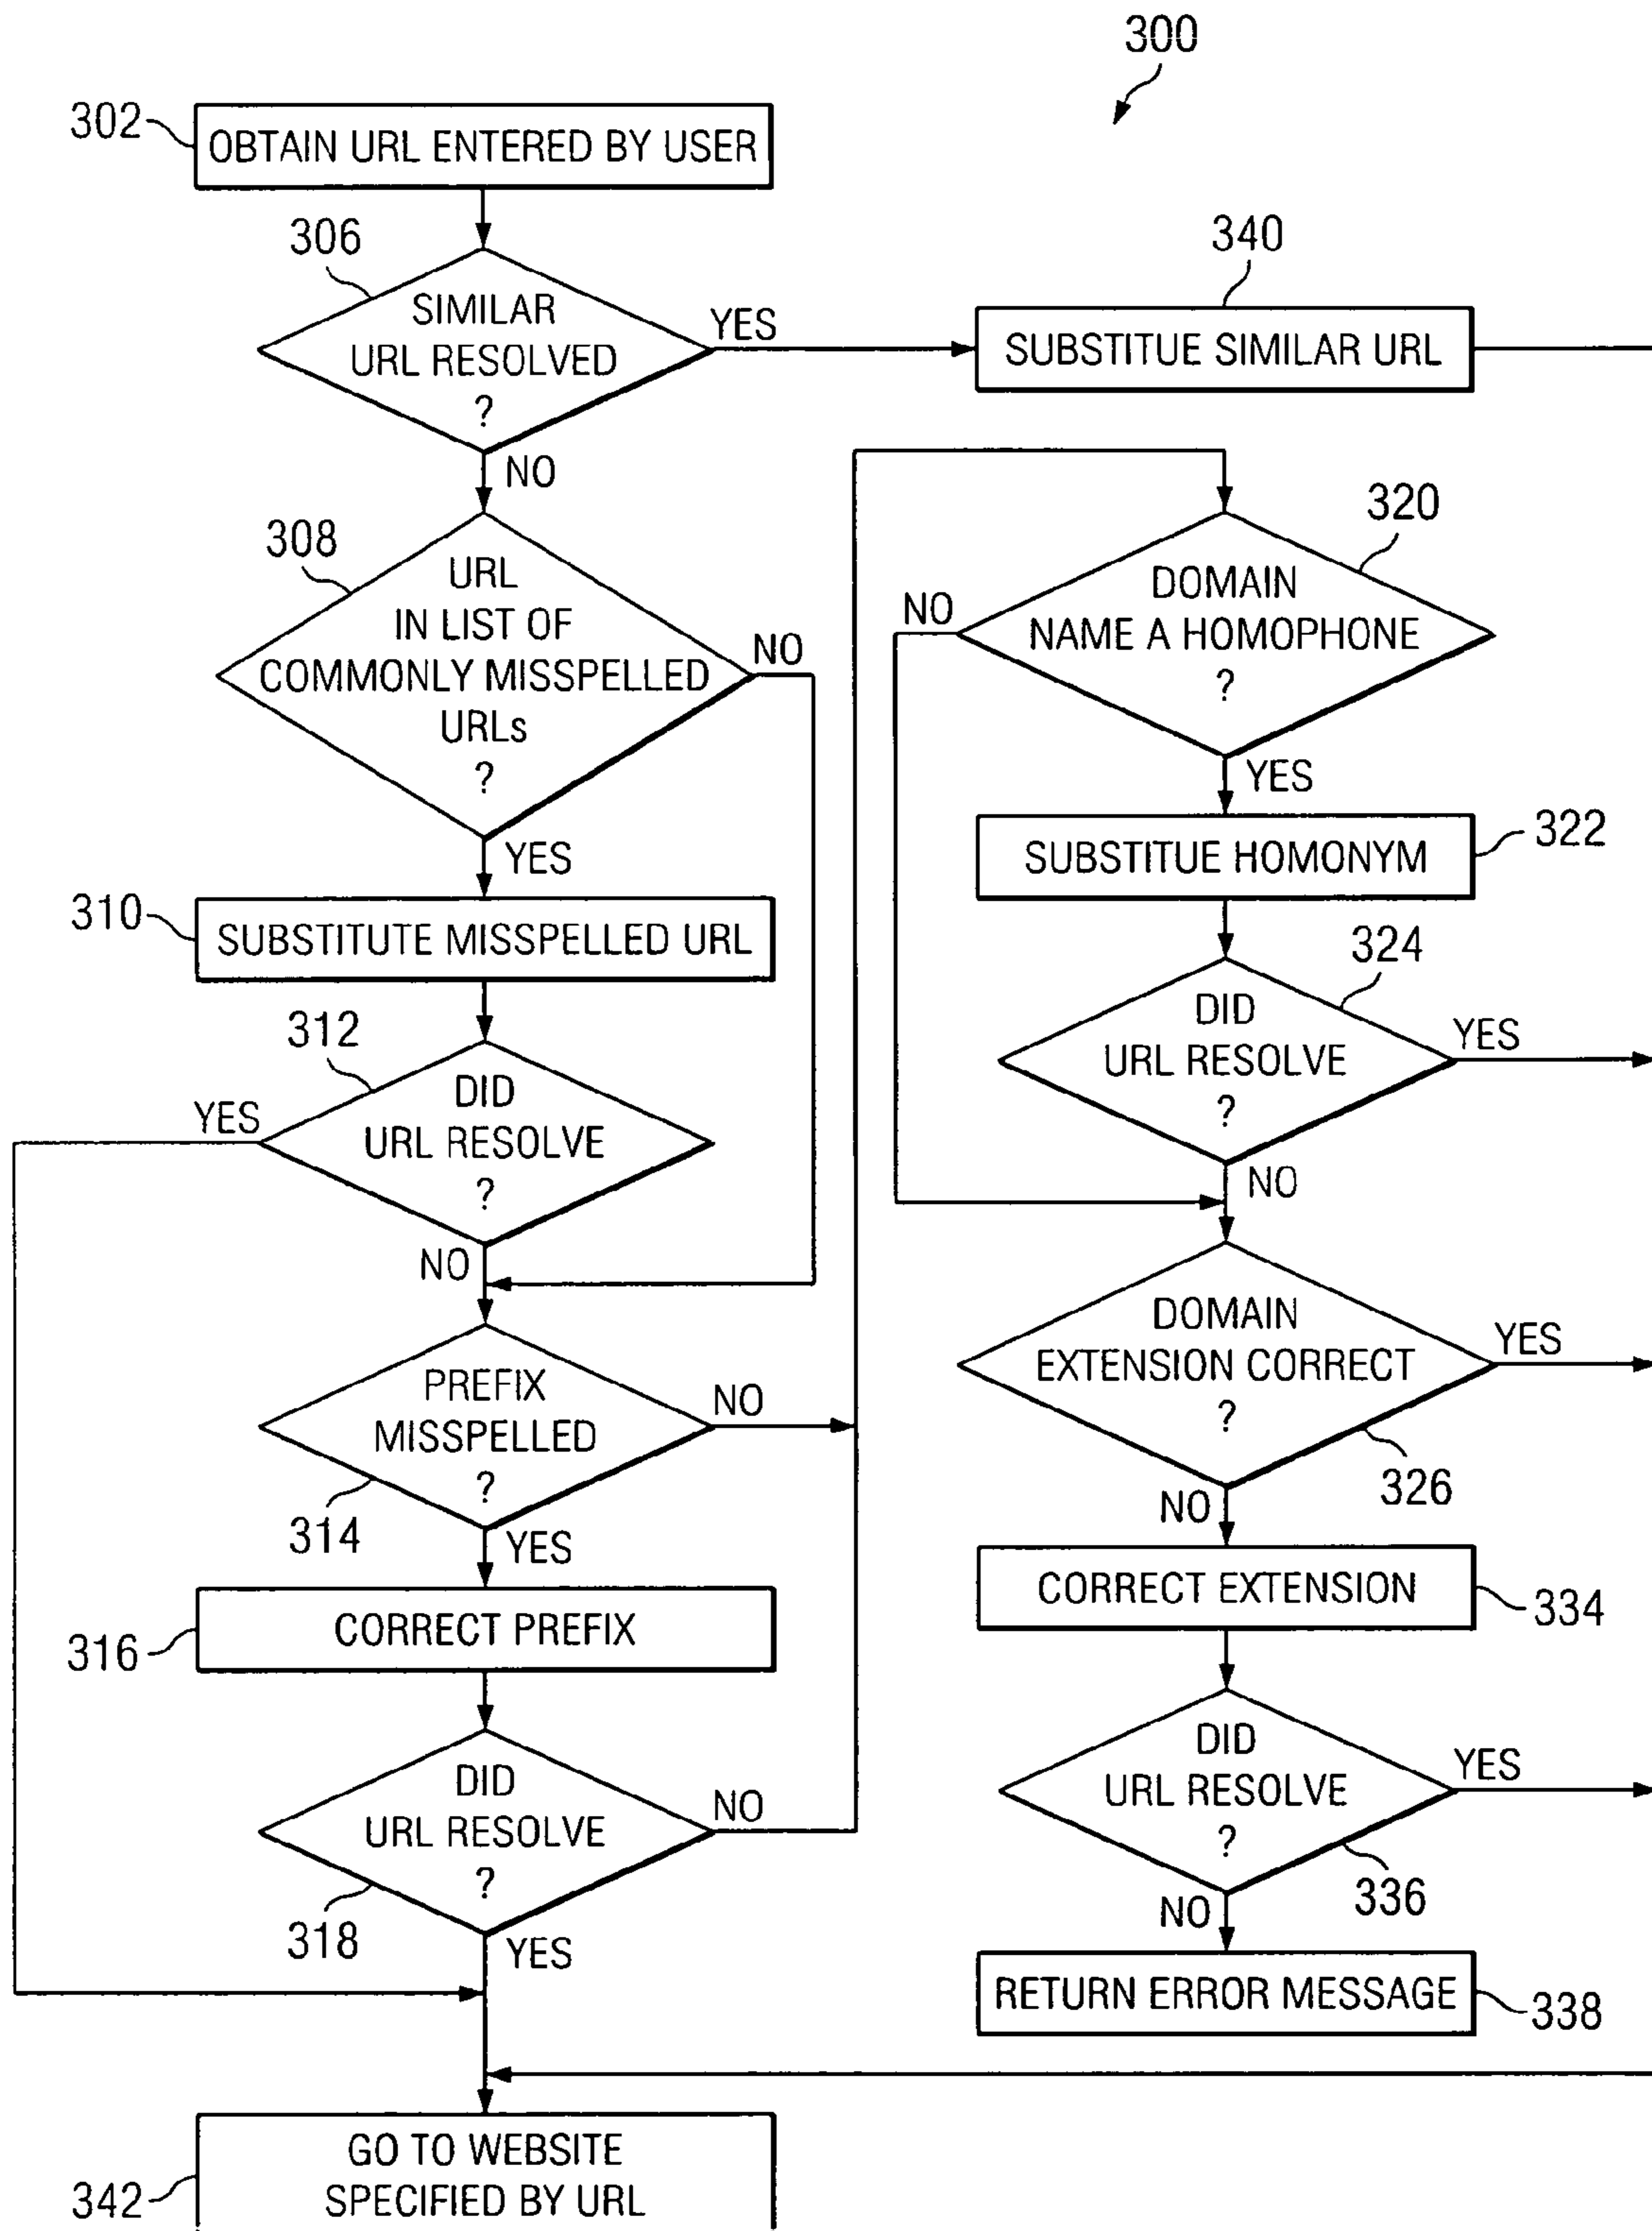 300
302
OBTAIN URL ENTERED BY USER
306
SIMILAR
URL RESOLVED
?
YES
NO
340
SUBSTITUE SIMILAR URL
308
URL
IN LIST OF
COMMONLY MISSPELLED
URLs
?
NO
YES
310
SUBSTITUTE MISSPELLED URL
312
DID
URL RESOLVE
?
YES
NO
PREFIX
MISSPELLED
?
NO
314
YES
316
CORRECT PREFIX
DID
URL RESOLVE
?
NO
318
YES
320
DOMAIN
NAME A HOMOPHONE
?
NO
YES
SUBSTITUE HOMONYM
322
324
DID
URL RESOLVE
?
YES
NO
DOMAIN
EXTENSION CORRECT
?
YES
326
NO
CORRECT EXTENSION
334
DID
URL RESOLVE
?
YES
336
NO
RETURN ERROR MESSAGE
338
342
GO TO WEBSITE
SPECIFIED BY URL